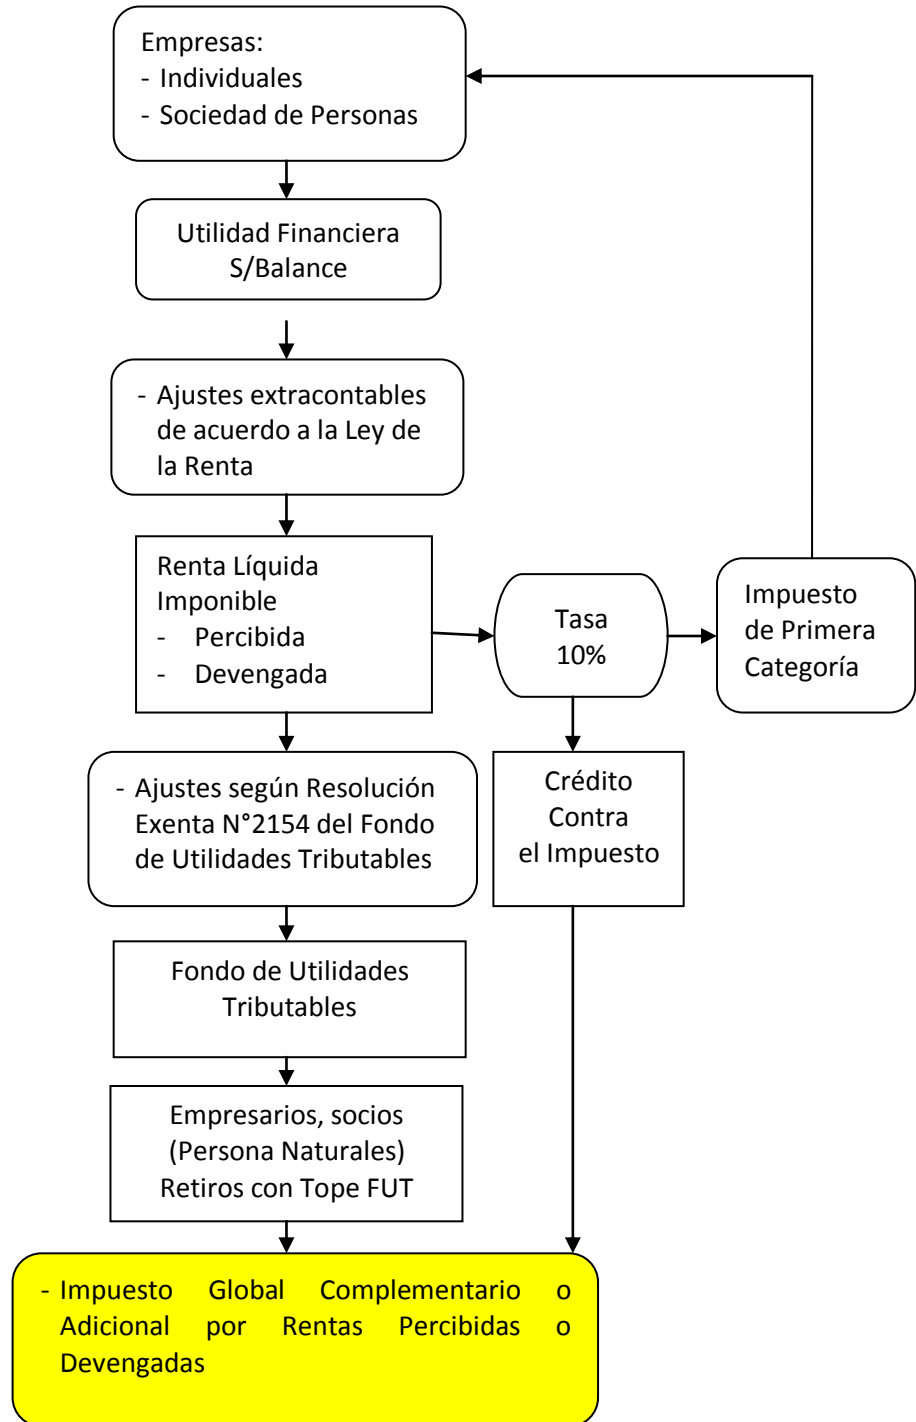 Empresas:
- Individuales
- Sociedad de Personas
Utilidad Financiera
S/Balance
- Ajustes extracontables
de acuerdo a la Ley de
la Renta
Renta Líquida
Imponible
- Percibida
- Devengada
Tasa
10%
Impuesto
de Primera
Categoría
- Ajustes según Resolución
Exenta N°2154 del Fondo
de Utilidades Tributables
Crédito
Contra
el Impuesto
Fondo de Utilidades
Tributables
Empresarios, socios
(Persona Naturales)
Retiros con Tope FUT
- Impuesto Global Complementario o
Adicional por Rentas Percibidas o
Devengadas